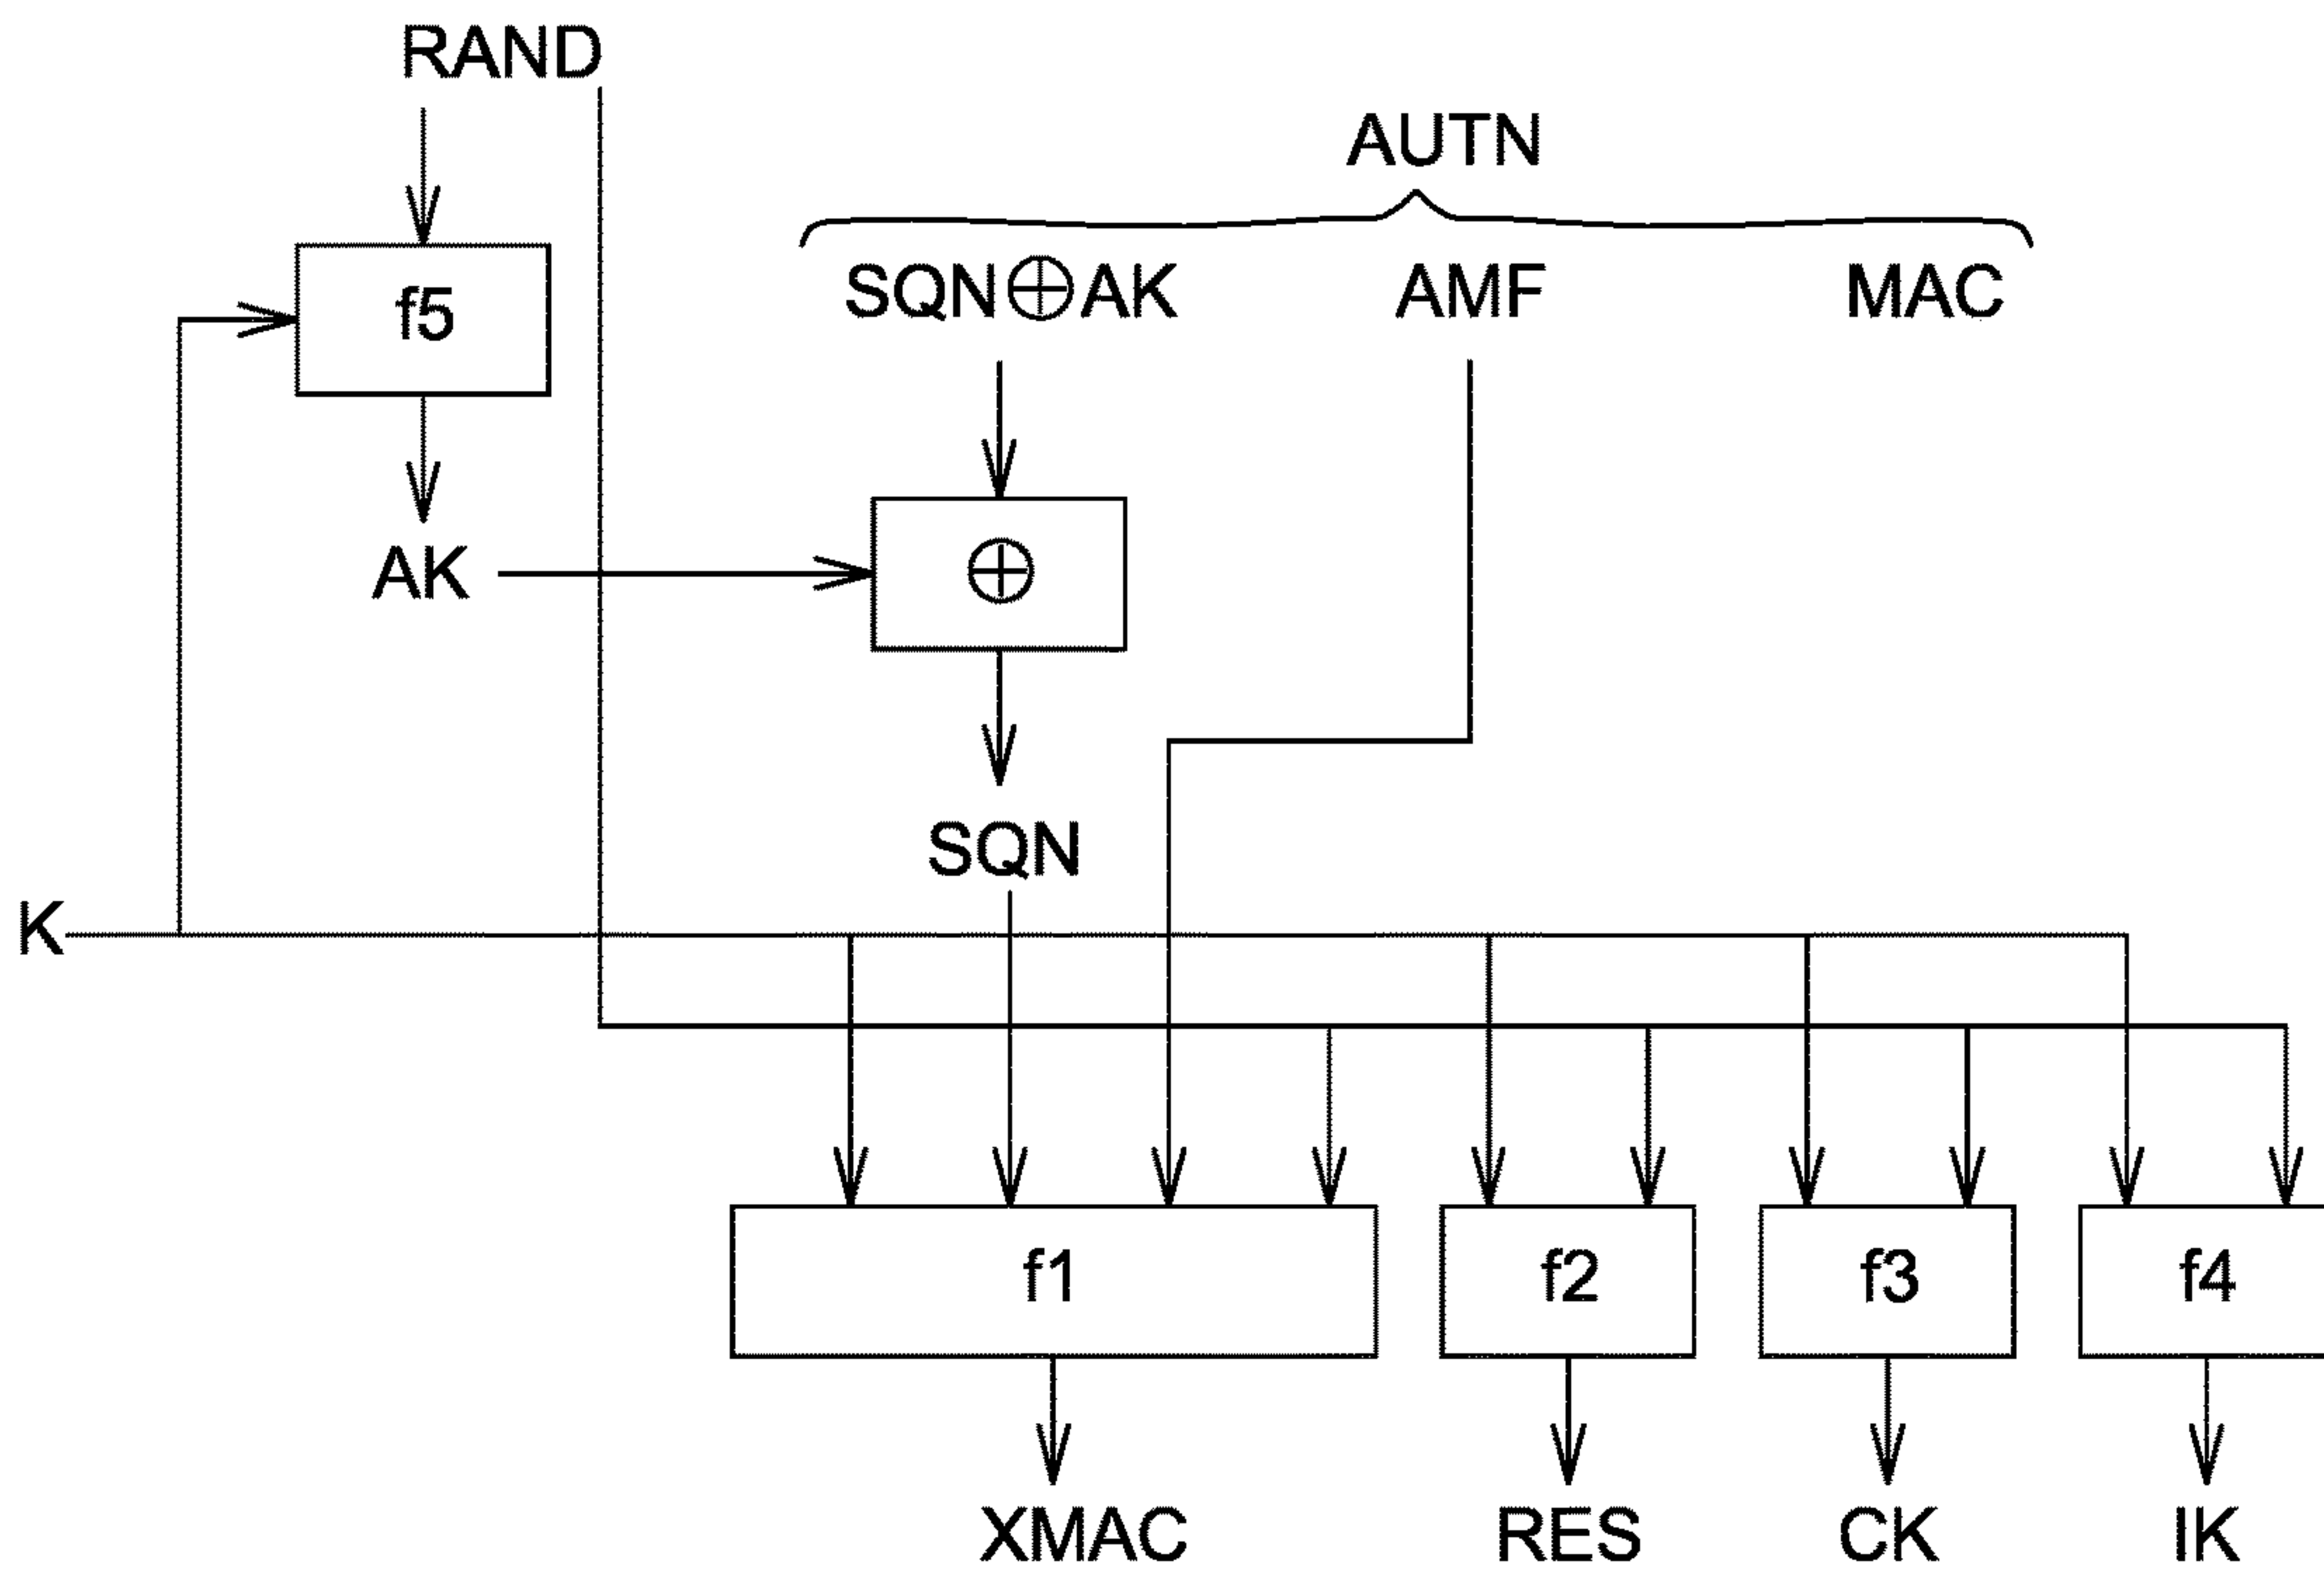 RAND
AUTN
SQN⊕AK AMF MAC
f5
AK
⊕
SQN
K
f1 f2 f3 f4
XMAC RES CK IK